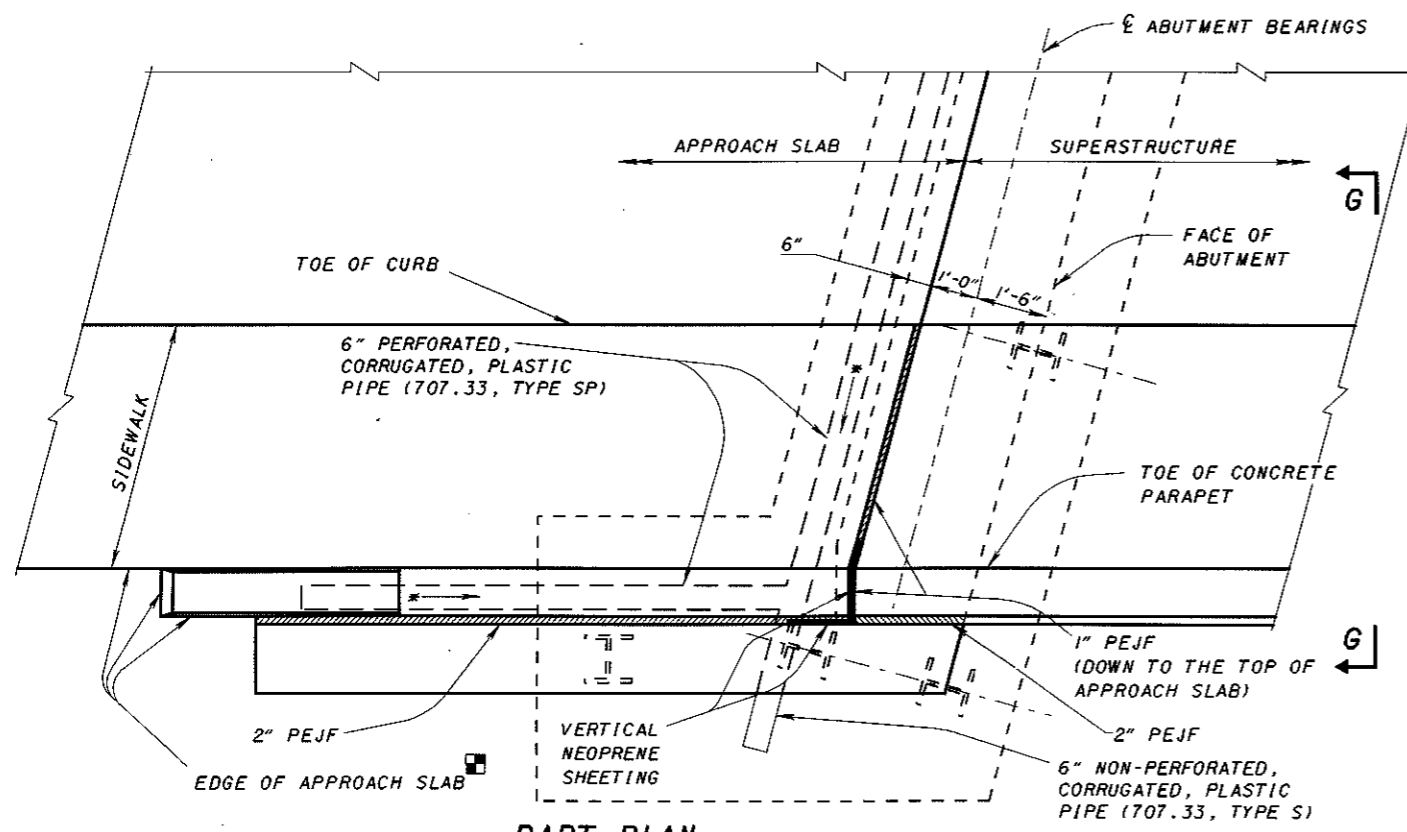 ℄ ABUTMENT BEARINGS
APPROACH SLAB
SUPERSTRUCTURE
G
6"
1'-0"
1'-6"
FACE OF
ABUTMENT
TOE OF CURB
6" PERFORATED,
CORRUGATED, PLASTIC
PIPE (707.33, TYPE SP)
*
SIDEWALK
TOE OF CONCRETE
PARAPET
*
1" PEJF
(DOWN TO THE TOP OF
APPROACH SLAB)
G
2" PEJF
VERTICAL
NEOPRENE
SHEETING
2" PEJF
EDGE OF APPROACH SLAB
6" NON-PERFORATED,
CORRUGATED, PLASTIC
PIPE (707.33, TYPE S)
PART PLAN